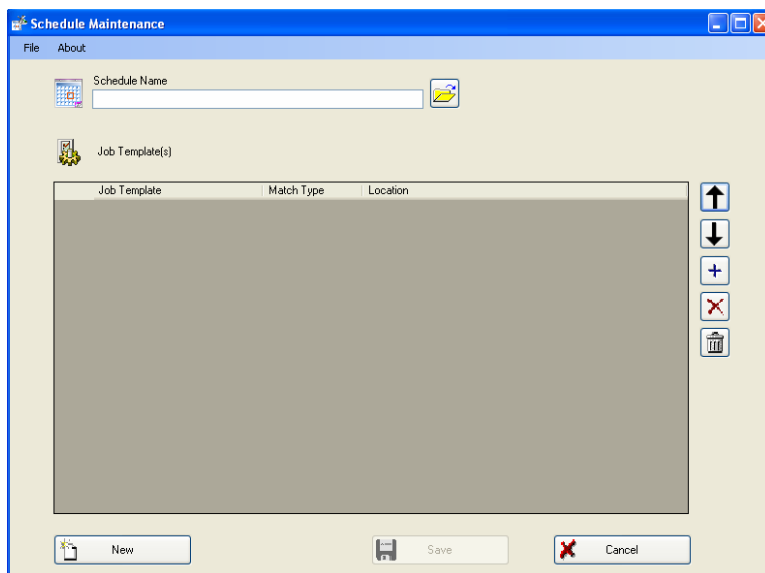 Schedule Maintenance
File About
Schedule Name
Job Template(s)
Job Template Match Type Location
New Save Cancel